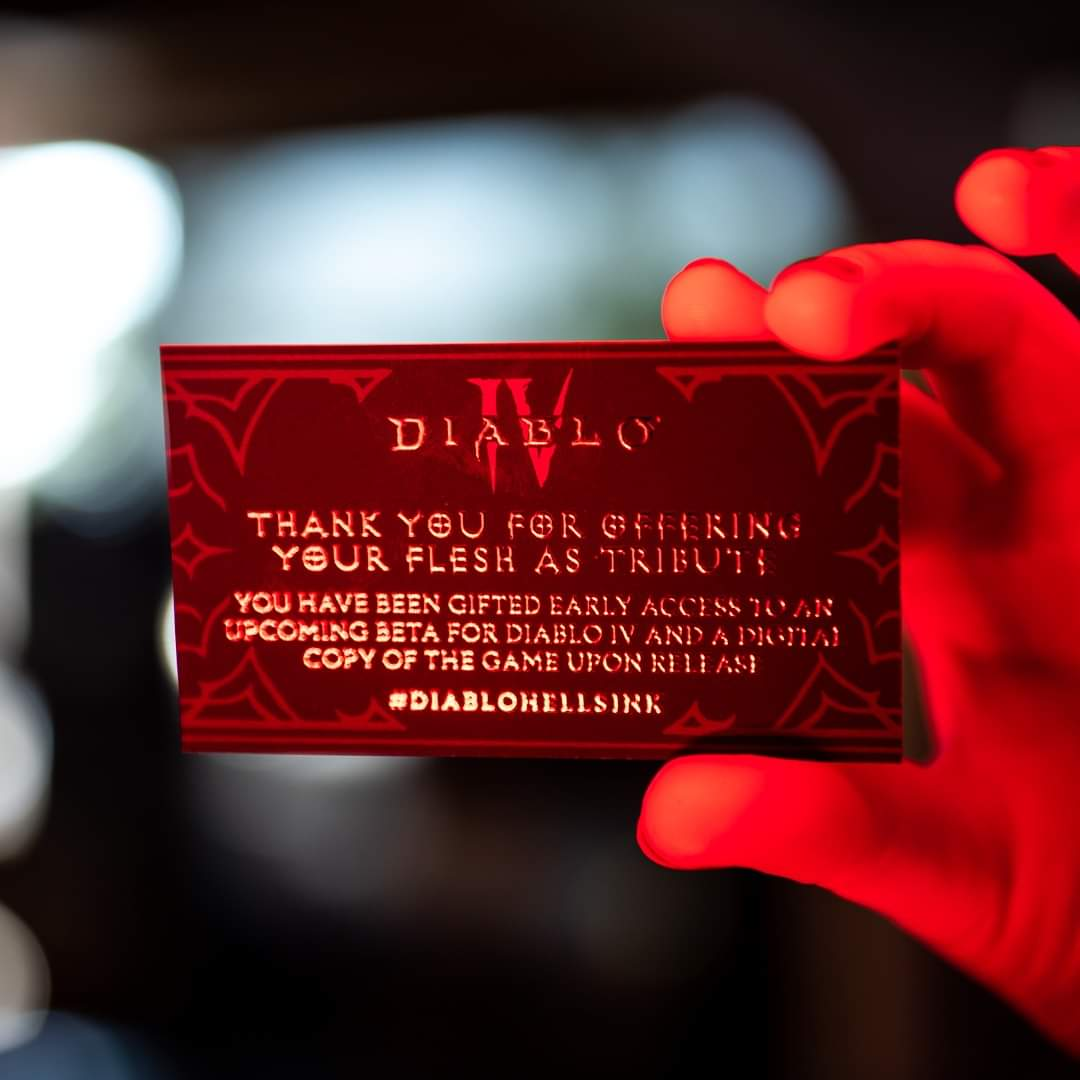 DIABLO IV
THANK YOU FOR OFFERING
YOUR FLESH AS TRIBUTE
YOU HAVE BEEN GIFTED EARLY ACCESS TO AN
UPCOMING BETA FOR DIABLO IV AND A DIGITAL
COPY OF THE GAME UPON RELEASE
#DIABLOHELLSINK